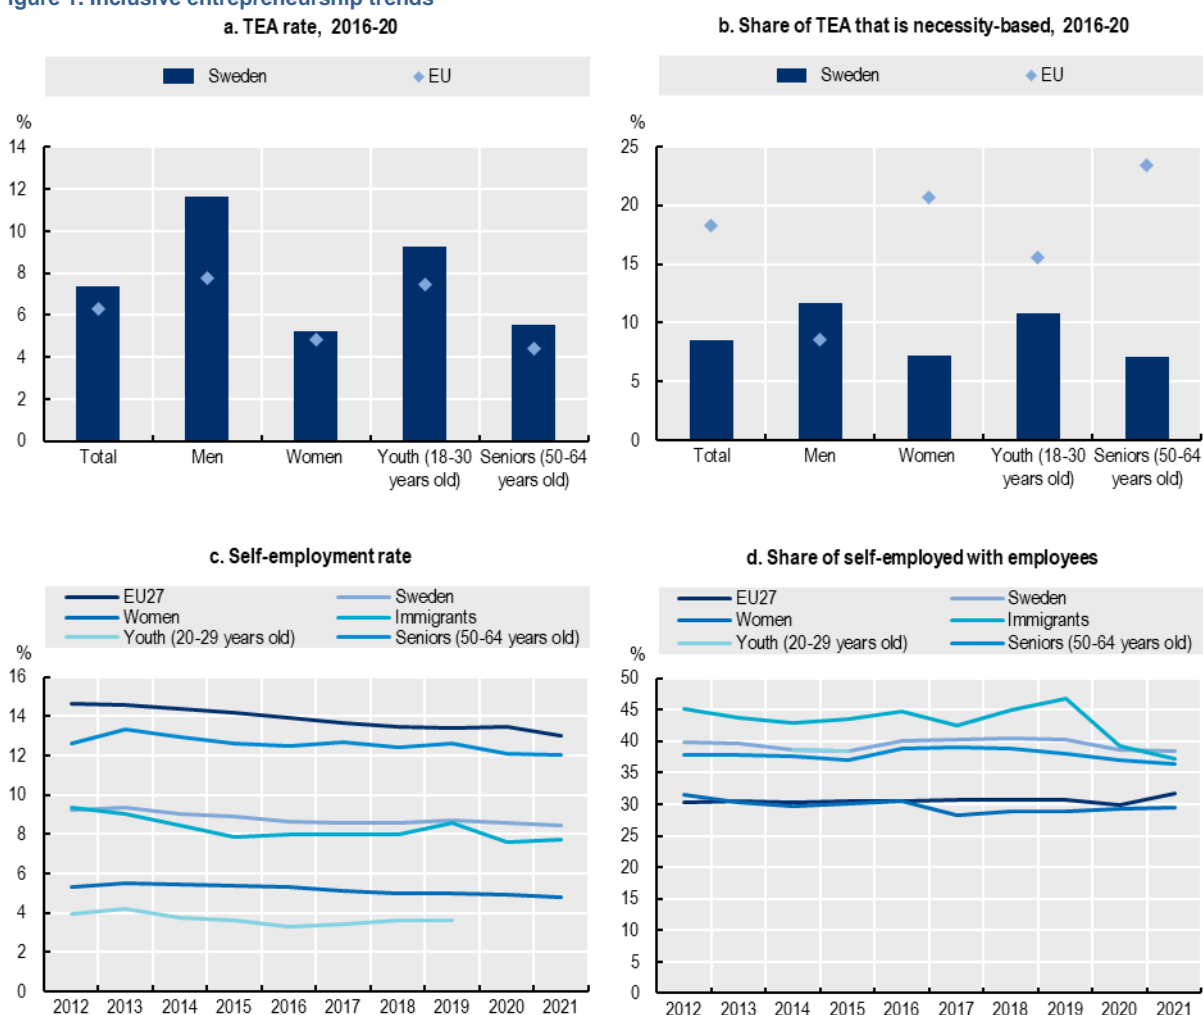 igure 1. Inclusive entrepreneurship trends
a. TEA rate, 2016-20
Sweden
EU
%
14
12
10
8
6
4
2
0
Total
Men
Women
Youth (18-30
years old)
Seniors (50-64
years old)
b. Share of TEA that is necessity-based, 2016-20
Sweden
EU
%
25
20
15
10
5
0
Total
Men
Women
Youth (18-30
years old)
Seniors (50-64
years old)
c. Self-employment rate
EU27
Sweden
Women
Immigrants
Youth (20-29 years old)
Seniors (50-64 years old)
%
16
14
12
10
8
6
4
2
0
2012 2013 2014 2015 2016 2017 2018 2019 2020 2021
d. Share of self-employed with employees
EU27
Sweden
Women
Immigrants
Youth (20-29 years old)
Seniors (50-64 years old)
%
50
45
40
35
30
25
20
15
10
5
0
2012 2013 2014 2015 2016 2017 2018 2019 2020 2021